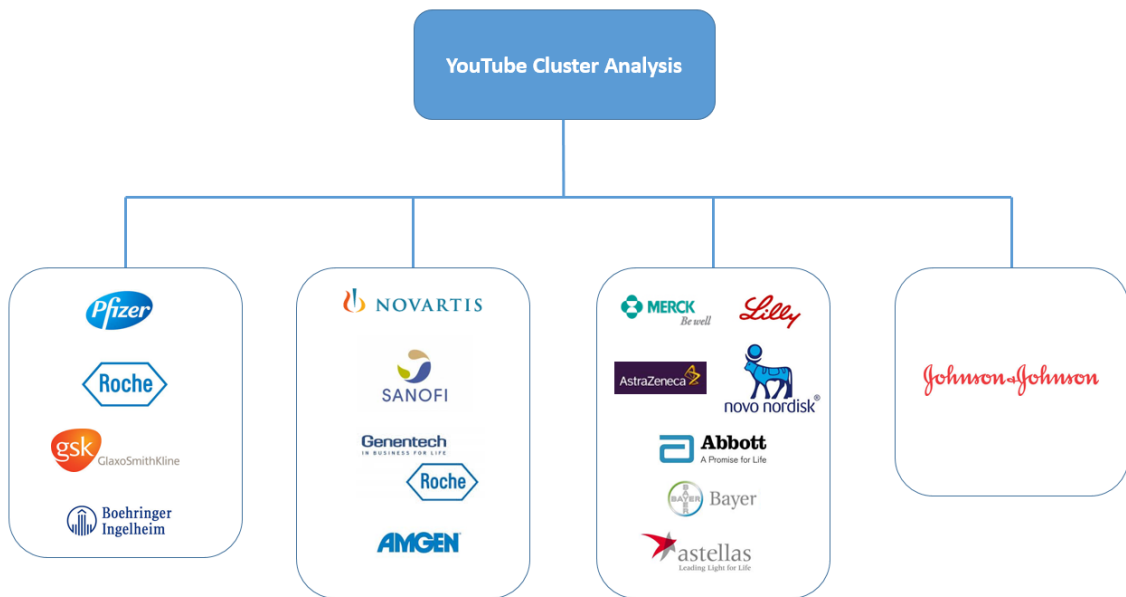 YouTube Cluster Analysis
Pfizer
Roche
gsk
GlaxoSmithKline
Boehringer
Ingelheim
NOVARTIS
SANOFI
Genentech
IN BUSINESS FOR LIFE
Roche
AMGEN
MERCK
Be well
Lilly
AstraZeneca
novo nordisk®
Abbott
A Promise for Life
BAYER
BAYER
Bayer
astellas
Leading Light for Life
Johnson & Johnson